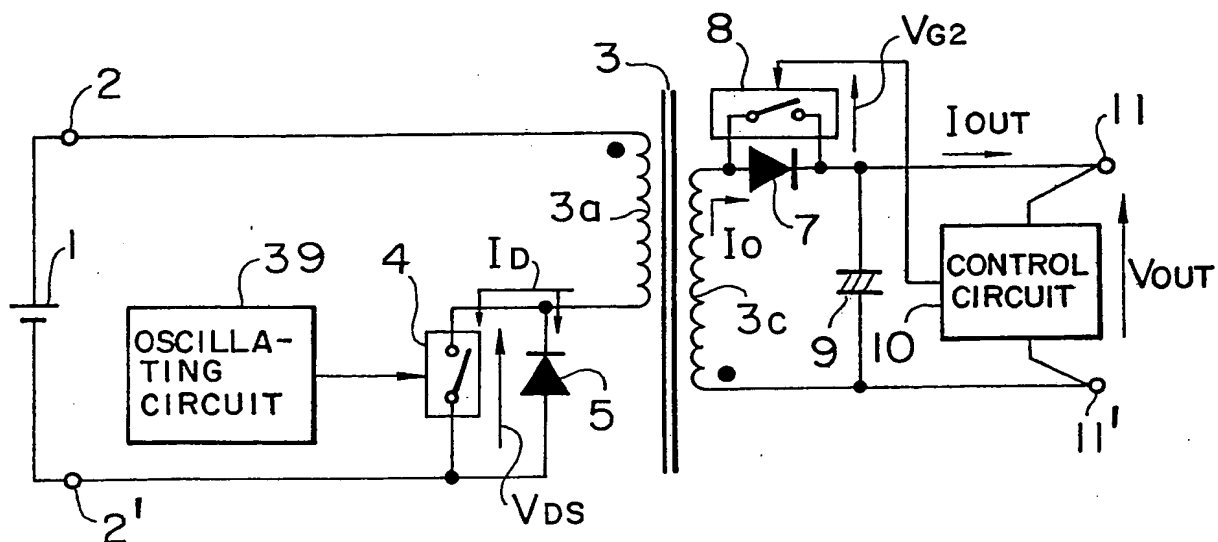 2
3
8
VG2
IOUT
11
3a
IO
7
1
39
4
ID
OSCILLA-
TING
CIRCUIT
5
3c
9
10
CONTROL
CIRCUIT
VOUT
2'
VDS
11'